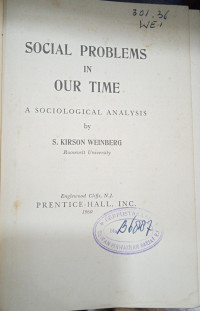 301.36
WEI
SOCIAL PROBLEMS
IN
OUR TIME
A SOCIOLOGICAL ANALYSIS
by
S. KIRSON WEINBERG
Roosevelt University
Englewood Cliffs, N.J.
PRENTICE-HALL, INC.
1960
B6887